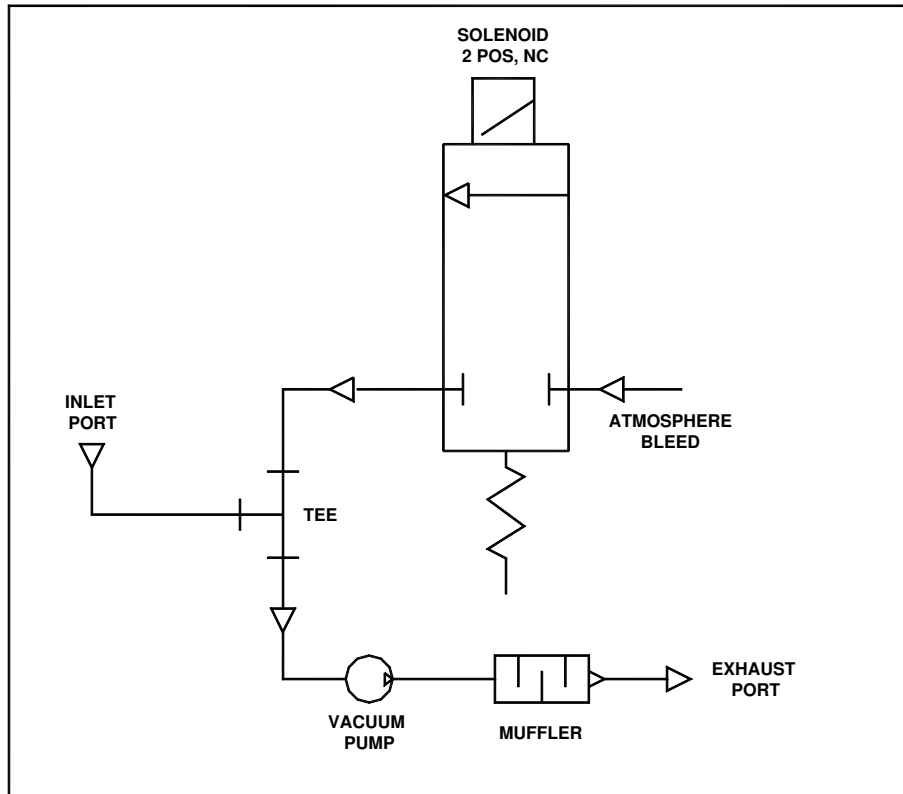 SOLENOID
2 POS, NC
INLET
PORT
ATMOSPHERE
BLEED
TEE
EXHAUST
PORT
VACUUM
PUMP
MUFFLER